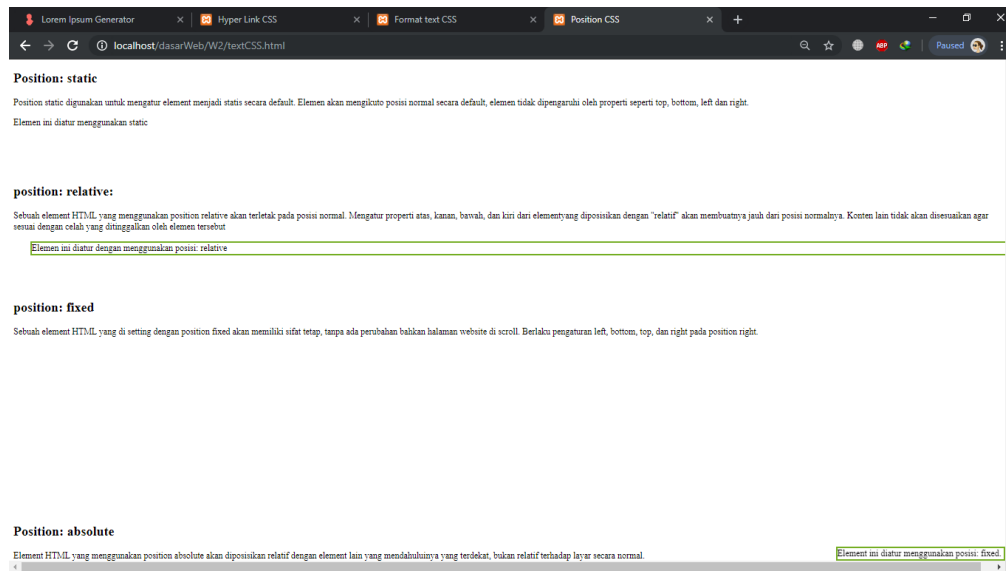 Lorem Ipsum Generator
Hyper Link CSS
Format text CSS
Position CSS
localhost/dasarWeb/W2/textCSS.html
ABP
Paused
Position: static
Position static digunakan untuk mengatur element menjadi statis secara default. Elemen akan mengikuto posisi normal secara default, elemen tidak dipengaruhi oleh properti seperti top, bottom, left dan right.
Elemen ini diatur menggunakan static
position: relative:
Sebuah element HTML yang menggunakan position relative akan terletak pada posisi normal. Mengatur properti atas, kanan, bawah, dan kiri dari elementyang diposisikan dengan "relatif" akan membuatnya jauh dari posisi normalnya. Konten lain tidak akan disesuaikan agar
sesuai dengan celah yang ditinggalkan oleh elemen tersebut
Elemen ini diatur dengan menggunakan posisi: relative
position: fixed
Sebuah element HTML yang di setting dengan position fixed akan memiliki sifat tetap, tanpa ada perubahan bahkan halaman website di scroll. Berlaku pengaturan left, bottom, top, dan right pada position right.
Position: absolute
Element HTML yang menggunakan position absolute akan diposisikan relatif dengan element lain yang mendahuluinya yang terdekat, bukan relatif terhadap layar secara normal.
Element ini diatur menggunakan posisi: fixed.